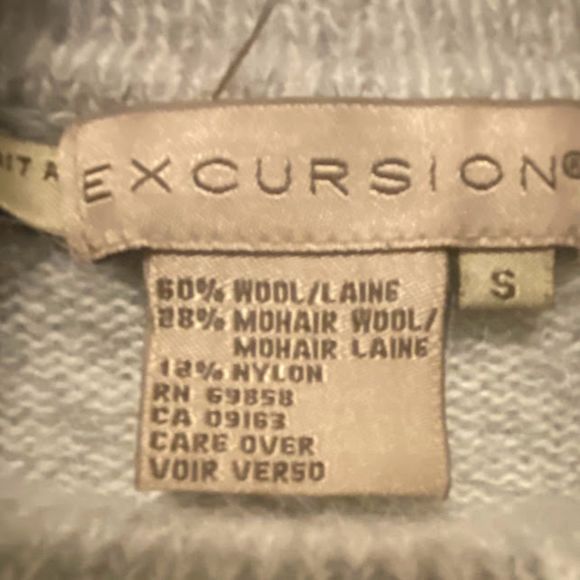 EXCURSION®
S
60% WOOL/LAINE
28% MOHAIR WOOL/
MOHAIR LAINE
12% NYLON
RN 69858
CA 09163
CARE OVER
VOIR VERSO